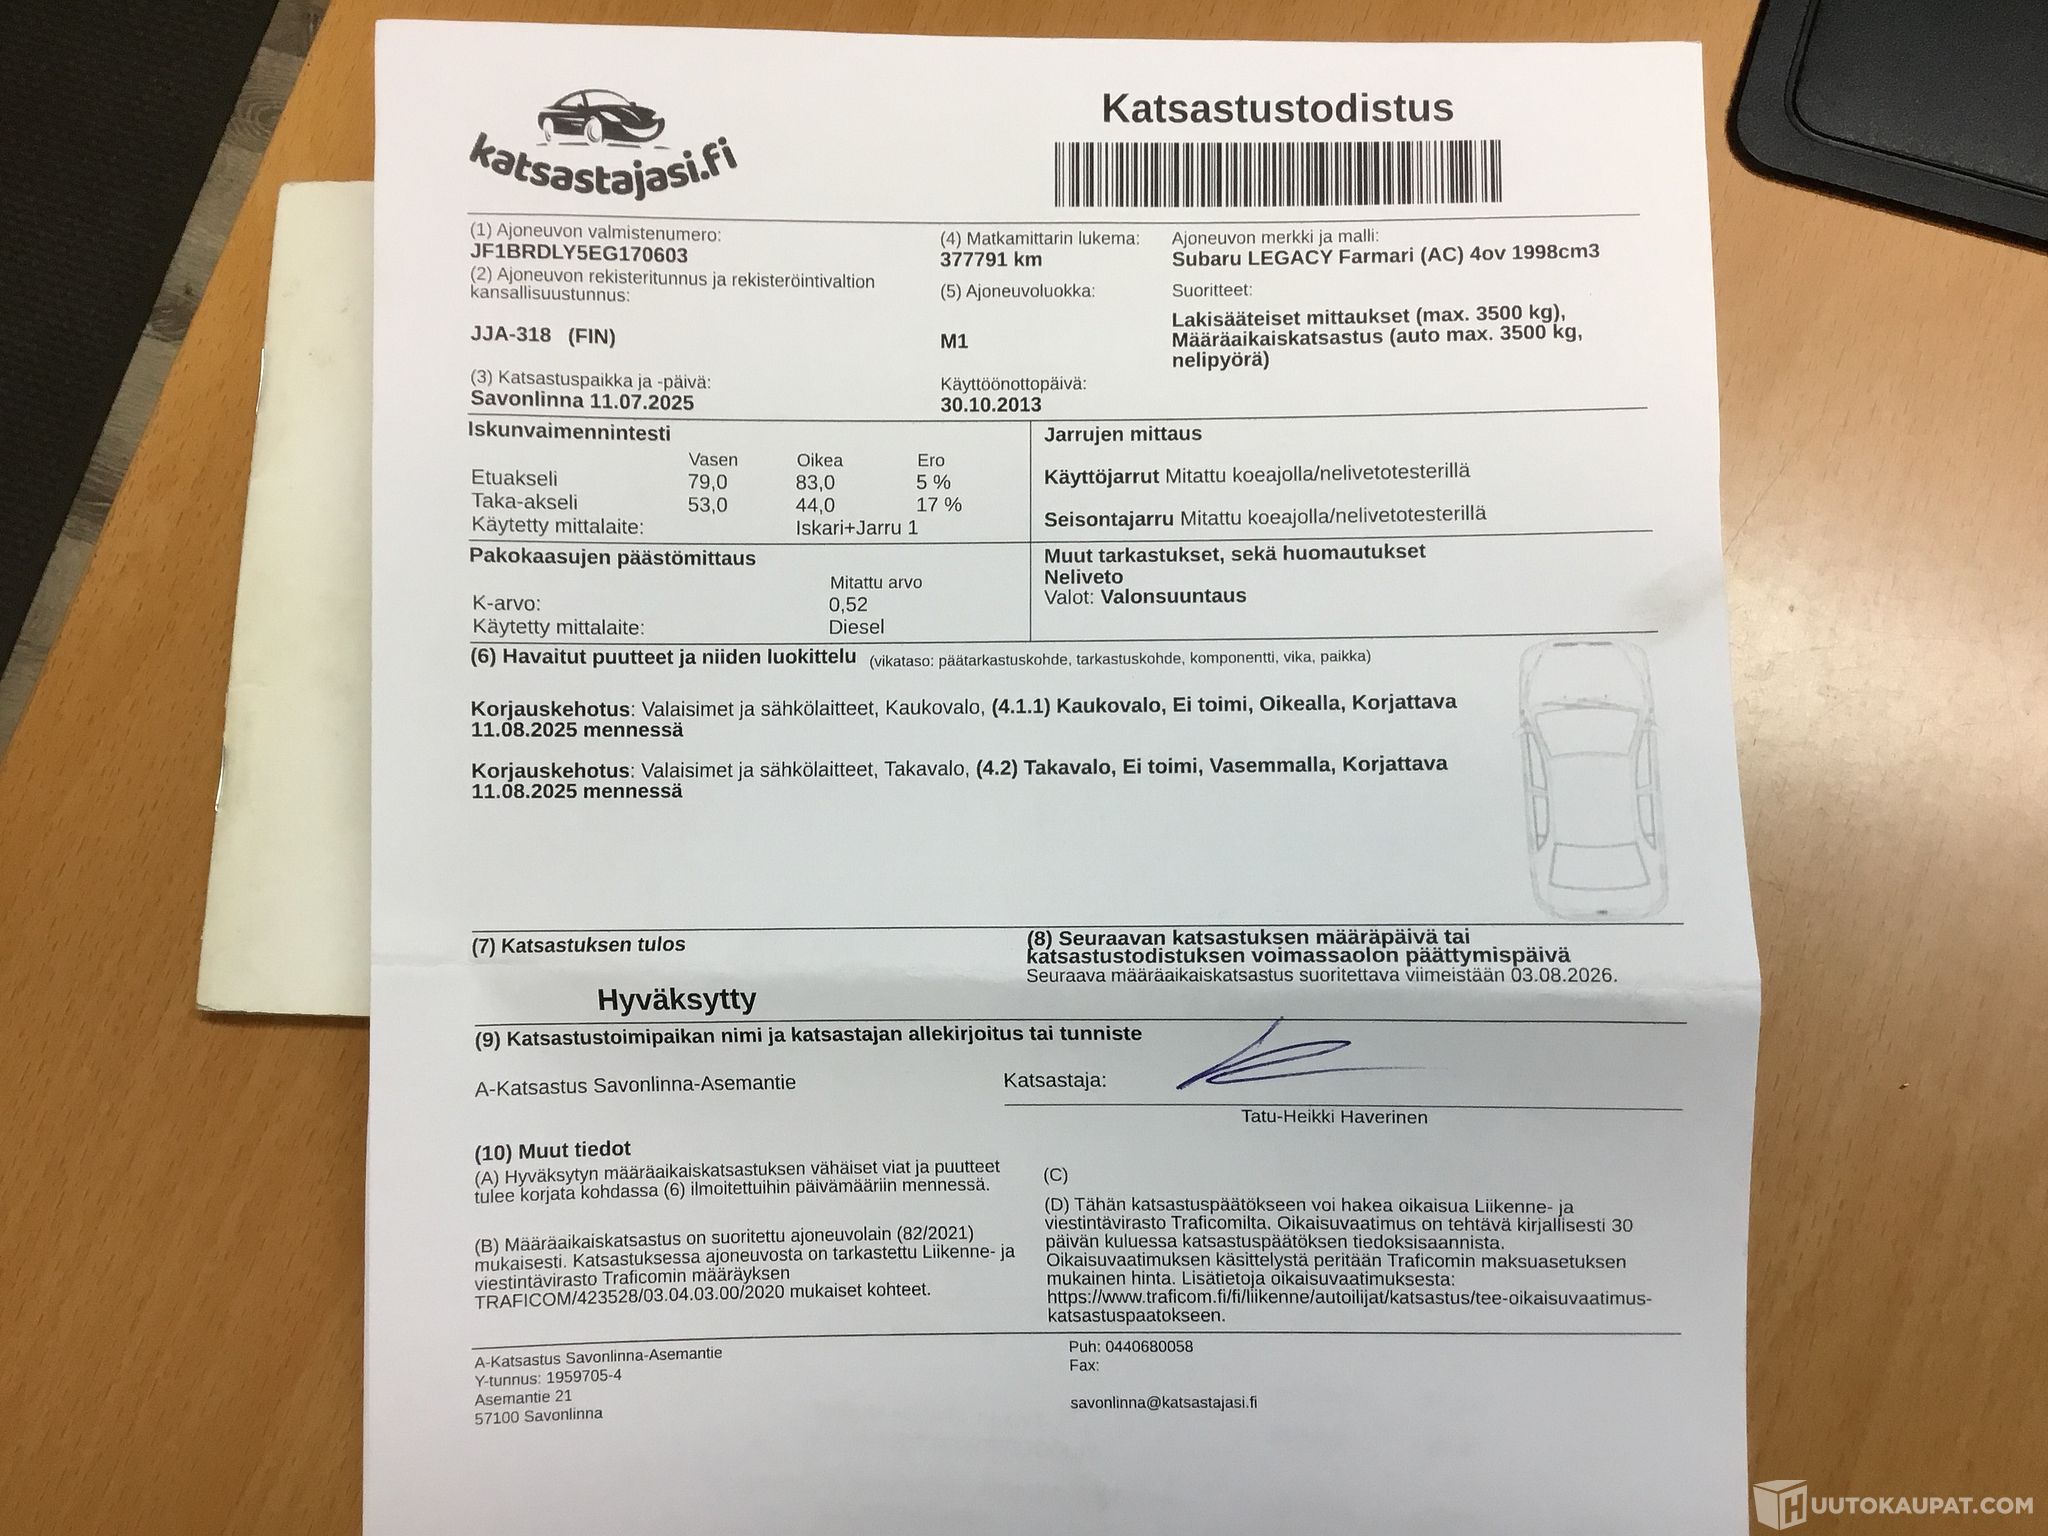 katsastajasi.fi
Katsastustodistus
(1) Ajoneuvon valmistenumero:
JF1BRDLY5EG170603
(2) Ajoneuvon rekisteritunnus ja rekisteröintivaltion
kansallisuustunnus:
JJA-318 (FIN)
(3) Katsastuspaikka ja -päivä:
Savonlinna 11.07.2025
(4) Matkamittarin lukema:
377791 km
(5) Ajoneuvoluokka:
M1
Käyttöönottopäivä:
30.10.2013
Ajoneuvon merkki ja malli:
Subaru LEGACY Farmari (AC) 4ov 1998cm3
Suoritteet:
Lakisääteiset mittaukset (max. 3500 kg),
Määräaikaiskatsastus (auto max. 3500 kg,
nelipyörä)
Iskunvaimennintesti
Vasen Oikea Ero
Etuakseli 79,0 83,0 5 %
Taka-akseli 53,0 44,0 17 %
Käytetty mittalaite: Iskari+Jarru 1
Jarrujen mittaus
Käyttöjarrut Mitattu koeajolla/nelivetotesterillä
Seisontajarru Mitattu koeajolla/nelivetotesterillä
Pakokaasujen päästömittaus
Mitattu arvo
K-arvo: 0,52
Käytetty mittalaite: Diesel
Muut tarkastukset, sekä huomautukset
Neliveto
Valot: Valonsuuntaus
(6) Havaitut puutteet ja niiden luokittelu (vikataso: päätarkastuskohde, tarkastuskohde, komponentti, vika, paikka)
Korjauskehotus: Valaisimet ja sähkölaitteet, Kaukovalo, (4.1.1) Kaukovalo, Ei toimi, Oikealla, Korjattava
11.08.2025 mennessä
Korjauskehotus: Valaisimet ja sähkölaitteet, Takavalo, (4.2) Takavalo, Ei toimi, Vasemmalla, Korjattava
11.08.2025 mennessä
(7) Katsastuksen tulos
Hyväksytty
(8) Seuraavan katsastuksen määräpäivä tai
katsastustodistuksen voimassaolon päättymispäivä
Seuraava määräaikaiskatsastus suoritettava viimeistään 03.08.2026.
(9) Katsastustoimipaikan nimi ja katsastajan allekirjoitus tai tunniste
A-Katsastus Savonlinna-Asemantie
Katsastaja:
Tatu-Heikki Haverinen
(10) Muut tiedot
(A) Hyväksytyn määräaikaiskatsastuksen vähäiset viat ja puutteet
tulee korjata kohdassa (6) ilmoitettuihin päivämääriin mennessä.
(B) Määräaikaiskatsastus on suoritettu ajoneuvolain (82/2021)
mukaisesti. Katsastuksessa ajoneuvosta on tarkastettu Liikenne- ja
viestintävirasto Traficomin määräyksen
TRAFICOM/423528/03.04.03.00/2020 mukaiset kohteet.
(C)
(D) Tähän katsastuspäätökseen voi hakea oikaisua Liikenne- ja
viestintävirasto Traficomilta. Oikaisuvaatimus on tehtävä kirjallisesti 30
päivän kuluessa katsastuspäätöksen tiedoksisaannista.
Oikaisuvaatimuksen käsittelystä peritään Traficomin maksuasetuksen
mukainen hinta. Lisätietoja oikaisuvaatimuksesta:
https://www.traficom.fi/fi/liikenne/autoilijat/katsastus/tee-oikaisuvaatimus-
katsastuspaatokseen.
A-Katsastus Savonlinna-Asemantie
Y-tunnus: 1959705-4
Asemantie 21
57100 Savonlinna
Puh: 0440680058
Fax:
savonlinna@katsastajasi.fi
HUUTOKAUPAT.COM